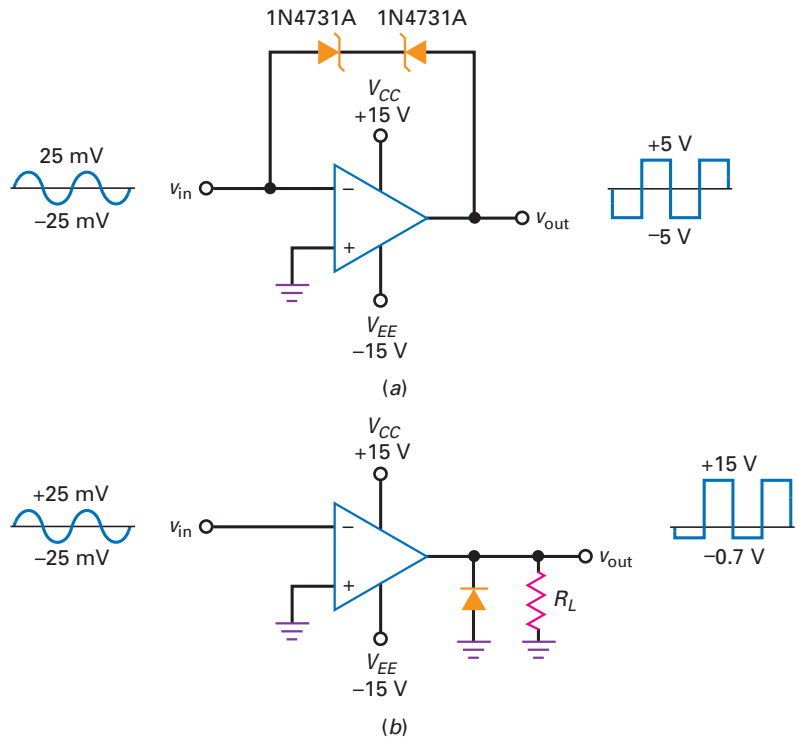 1N4731A 1N4731A
VCC
+15 V
25 mV
vin
−25 mV
−
+
vout
+5 V
−5 V
VEE
−15 V
(a)
VCC
+15 V
+25 mV
vin
−25 mV
−
+
vout
RL
+15 V
−0.7 V
VEE
−15 V
(b)